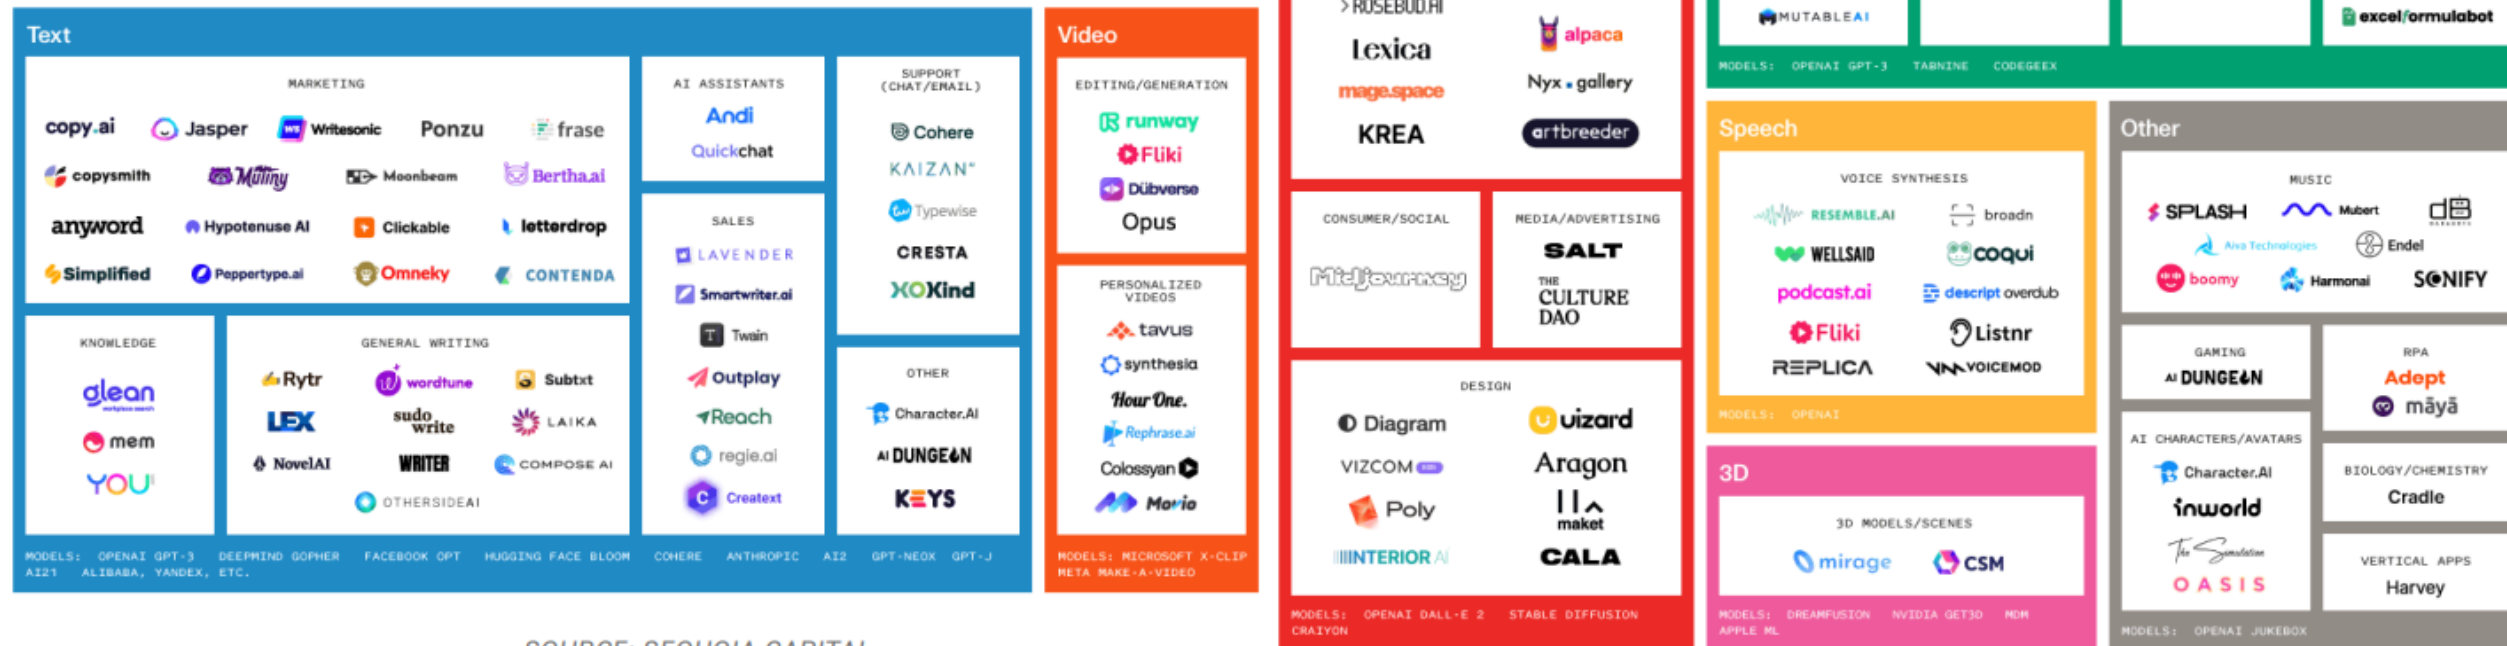 Text
MARKETING
copy.ai Jasper Writesonic Ponzu frase
copysmith Mutiny Moonbeam Bertha.ai
anyword Hypotenuse AI Clickable letterdrop
Simplified Peppertype.ai Omneky CONTENDA
KNOWLEDGE
glean
mem
YOU
GENERAL WRITING
Rytr wordtune Subtxt
LEX sudowrite LAIKA
NovelAI WRITER COMPOSE AI
OTHERSIDEAI
AI ASSISTANTS
Andi
Quickchat
SALES
LAVENDER
Smartwriter.ai
Twain
Outplay
Reach
regie.ai
Creatext
SUPPORT
(CHAT/EMAIL)
Cohere
KAIZAN
Typewise
CRESTA
XOKind
OTHER
Character.AI
AI DUNGEON
KEYS
MODELS: OPENAI GPT-3 DEEPMIND GOPHER FACEBOOK OPT HUGGING FACE BLOOM COHERE ANTHROPIC AI2 GPT-NEOX GPT-J
AI21 ALIBABA, YANDEX, ETC.
Video
EDITING/GENERATION
runway
Fliki
Dubverse
Opus
PERSONALIZED
VIDEOS
tavus
synthesia
Hour One.
Rephrase.ai
Colossyan
Movio
MODELS: MICROSOFT X-CLIP
META MAKE-A-VIDEO
SOURCE: SEQUOIA CAPITAL
ROSEBUD.AI
Lexica alpaca
mage.space Nyx.gallery
KREA artbreeder
CONSUMER/SOCIAL
Midjourney
MEDIA/ADVERTISING
SALT
THE
CULTURE
DAO
DESIGN
Diagram uizard
VIZCOM Aragon
Poly maket
INTERIOR AI CALA
MODELS: OPENAI DALL-E 2 STABLE DIFFUSION
CRAIYON
MUTABLEAI excelformulabot
MODELS: OPENAI GPT-3 TABNINE CODEGEEX
Speech
VOICE SYNTHESIS
RESEMBLE.AI broadn
WELLSAID coqui
podcast.ai descript overdub
Fliki Listnr
REPLICA VOICEMOD
MODELS: OPENAI
3D
3D MODELS/SCENES
mirage CSM
MODELS: DREAMFUSION NVIDIA GET3D MDM
APPLE ML
Other
MUSIC
SPLASH Mubert dB
Aiva Technologies Endel
boomy Harmonai SONIFY
GAMING
AI DUNGEON
RPA
Adept
māyā
AI CHARACTERS/AVATARS
Character.AI
inworld
The Simulation
OASIS
BIOLOGY/CHEMISTRY
Cradle
VERTICAL APPS
Harvey
MODELS: OPENAI JUKEBOX